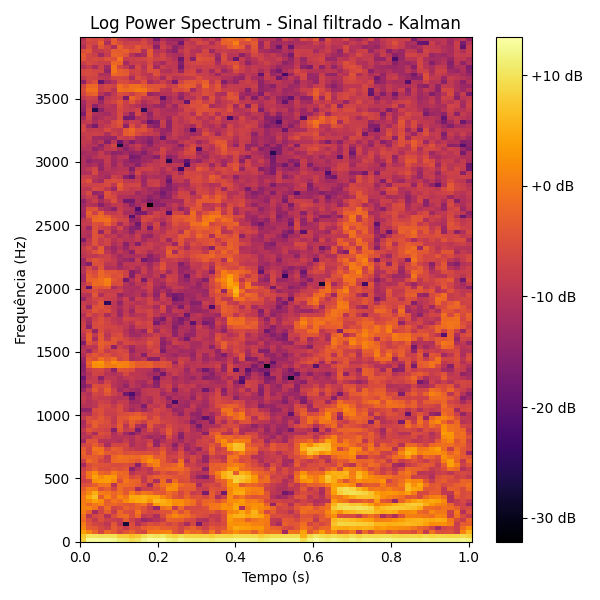 Log Power Spectrum - Sinal filtrado - Kalman
Frequência (Hz)
3500
3000
2500
2000
1500
1000
500
0
0.0 0.2 0.4 0.6 0.8 1.0
Tempo (s)
+10 dB
+0 dB
-10 dB
-20 dB
-30 dB